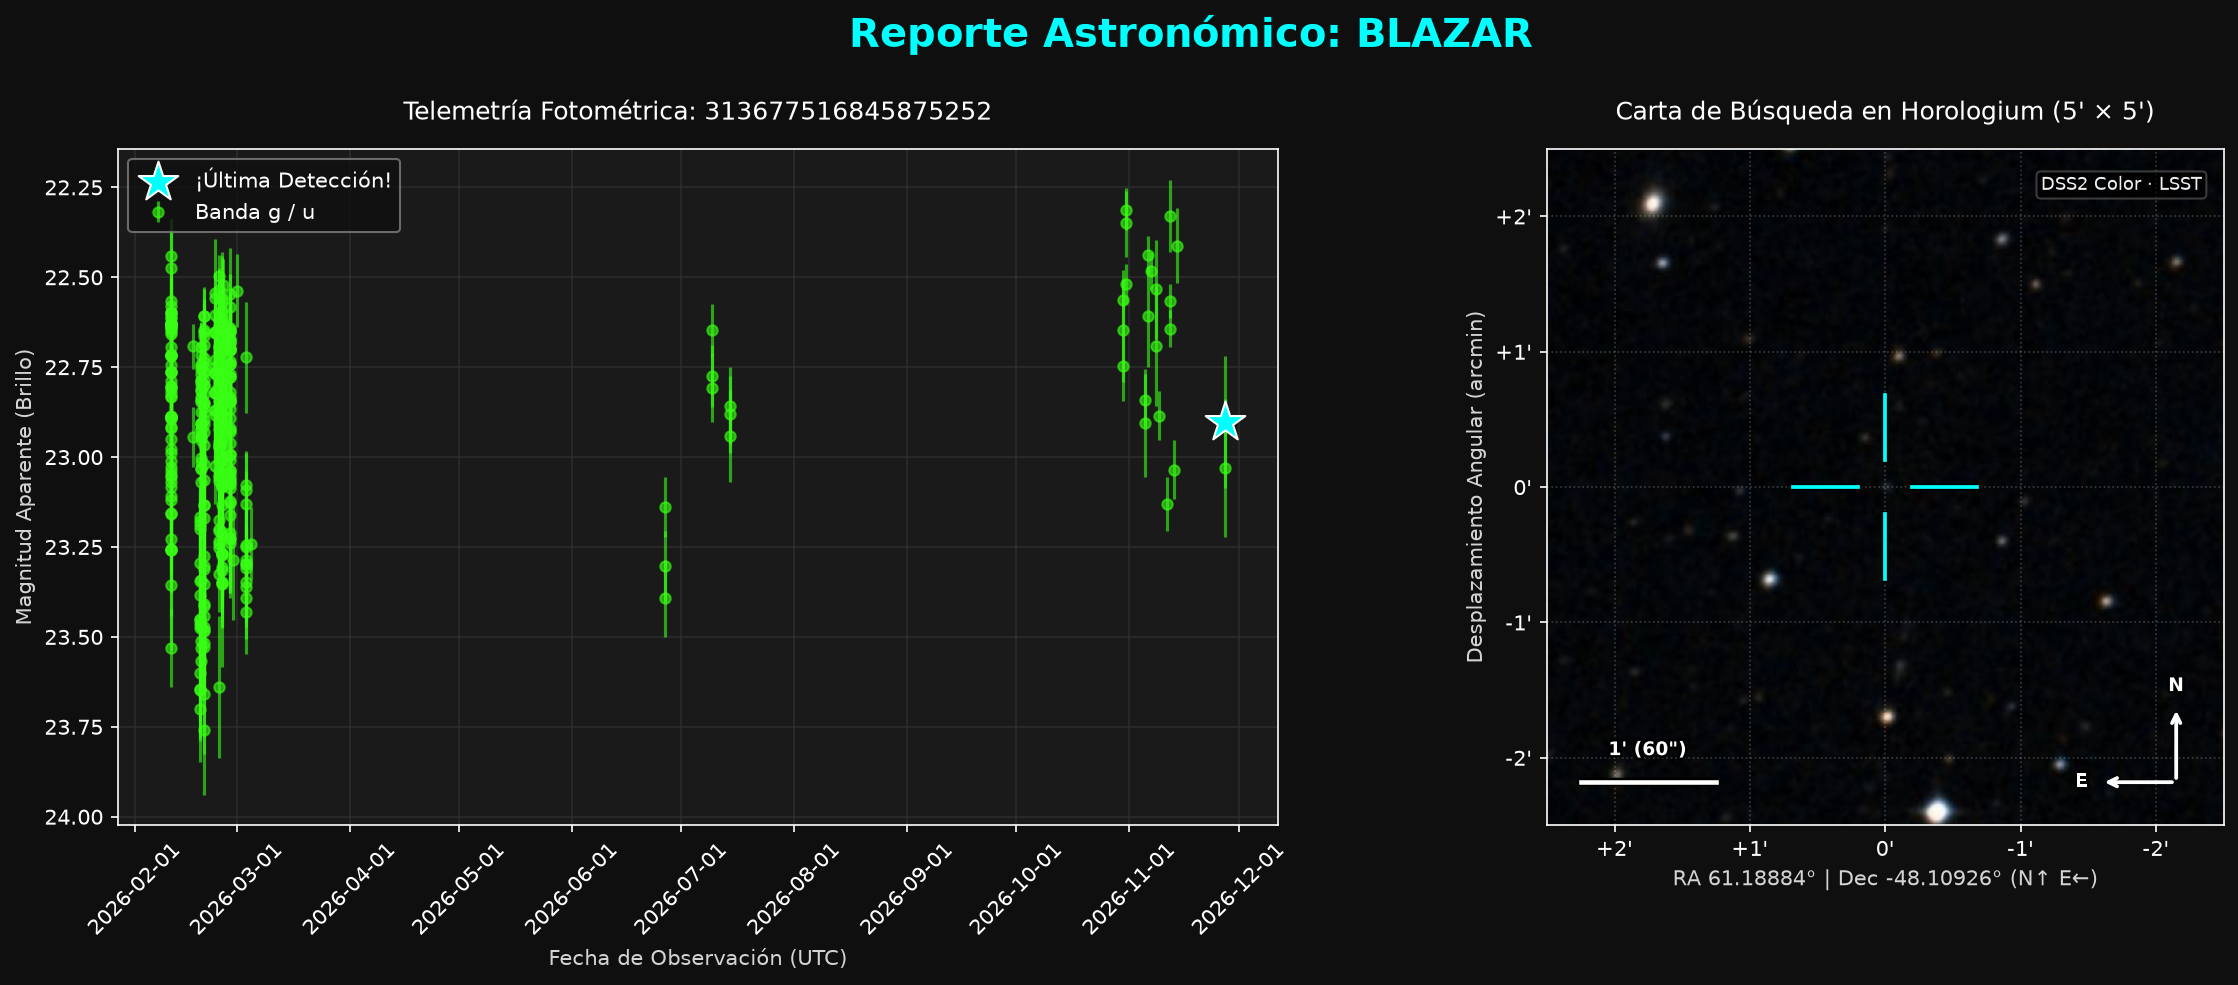 Reporte Astronómico: BLAZAR
Telemetría Fotométrica: 313677516845875252
¡Última Detección!
Banda g / u
Magnitud Aparente (Brillo)
22.25
22.50
22.75
23.00
23.25
23.50
23.75
24.00
2026-02-01
2026-03-01
2026-04-01
2026-05-01
2026-06-01
2026-07-01
2026-08-01
2026-09-01
2026-10-01
2026-11-01
2026-12-01
Fecha de Observación (UTC)
Carta de Búsqueda en Horologium (5' × 5')
DSS2 Color · LSST
Desplazamiento Angular (arcmin)
+2'
+1'
0'
-1'
-2'
N
E
1' (60")
+2'
+1'
0'
-1'
-2'
RA 61.18884° | Dec -48.10926° (N↑ E←)